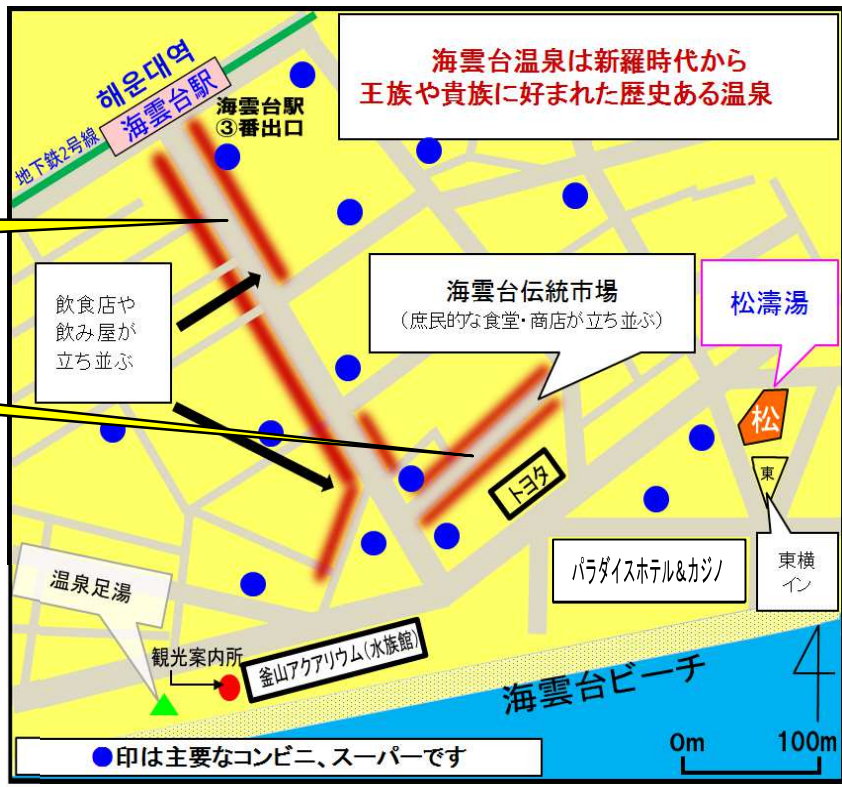 해운대역
海雲台駅
地下鉄2号線
海雲台駅
③番出口
海雲台温泉は新羅時代から
王族や貴族に好まれた歴史ある温泉
飲食店や
飲み屋が
立ち並ぶ
海雲台伝統市場
(庶民的な食堂・商店が立ち並ぶ)
松濤湯
松
東
トヨタ
東横
イン
パラダイスホテル&カジノ
温泉足湯
観光案内所
釜山アクアリウム(水族館)
海雲台ビーチ
4
0m
100m
●印は主要なコンビニ、スーパーです